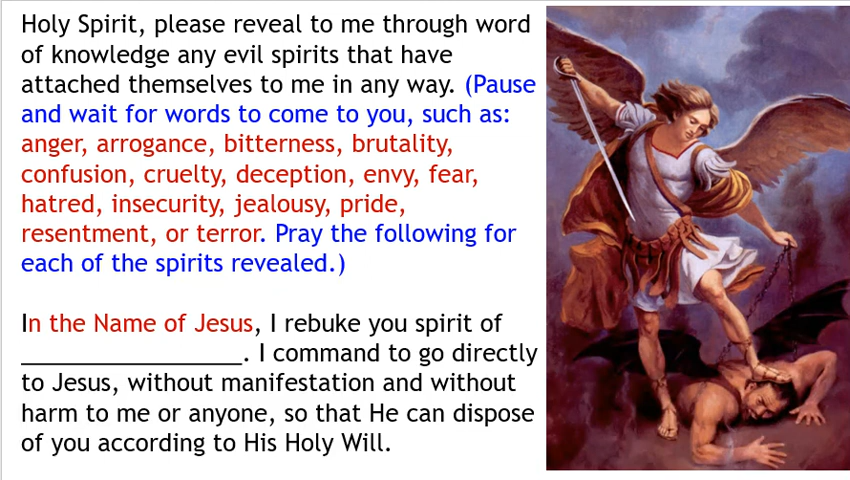 Holy Spirit, please reveal to me through word
of knowledge any evil spirits that have
attached themselves to me in any way. (Pause
and wait for words to come to you, such as:
anger, arrogance, bitterness, brutality,
confusion, cruelty, deception, envy, fear,
hatred, insecurity, jealousy, pride,
resentment, or terror. Pray the following for
each of the spirits revealed.)
In the Name of Jesus, I rebuke you spirit of
___________________. I command to go directly
to Jesus, without manifestation and without
harm to me or anyone, so that He can dispose
of you according to His Holy Will.